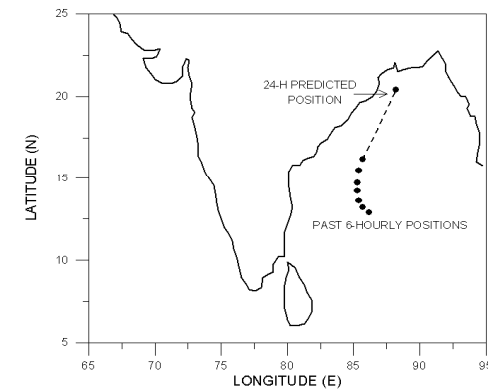 25
20
15
10
5
LATITUDE (N)
24-H PREDICTED
POSITION
PAST 6-HOURLY POSITIONS
65 70 75 80 85 90 95
LONGITUDE (E)